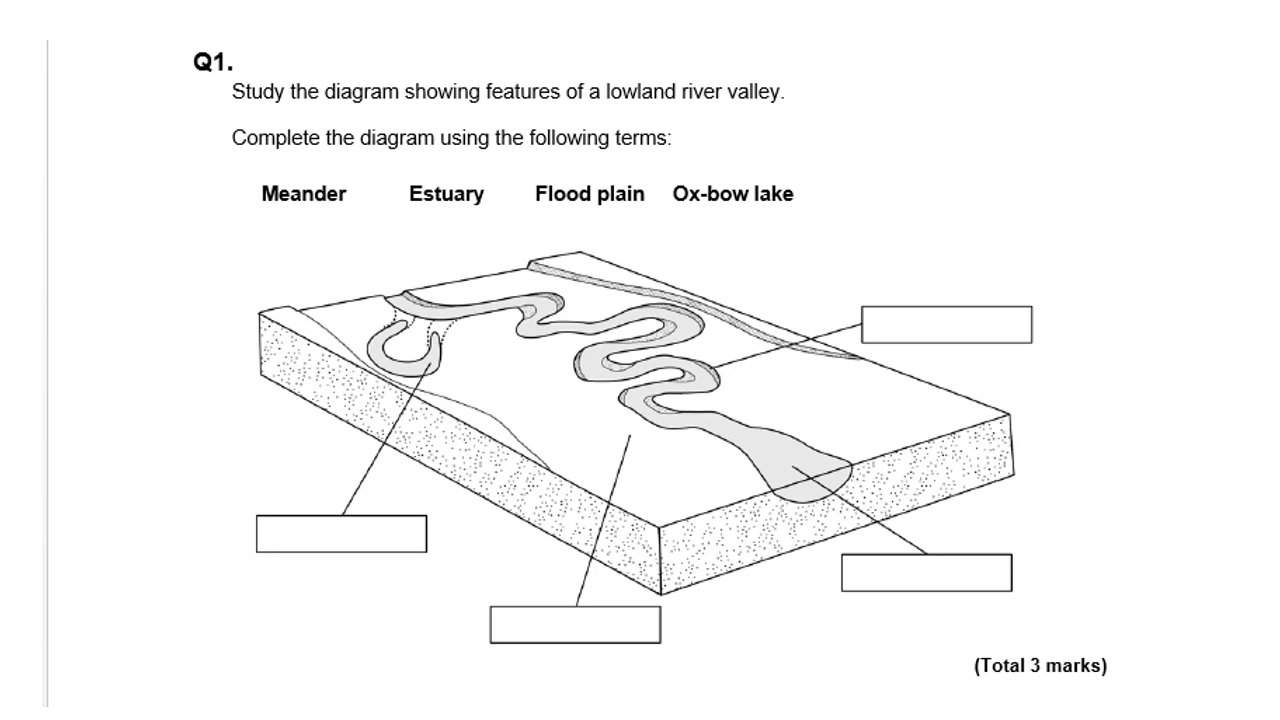 Q1.
Study the diagram showing features of a lowland river valley.
Complete the diagram using the following terms:
Meander Estuary Flood plain Ox-bow lake
(Total 3 marks)